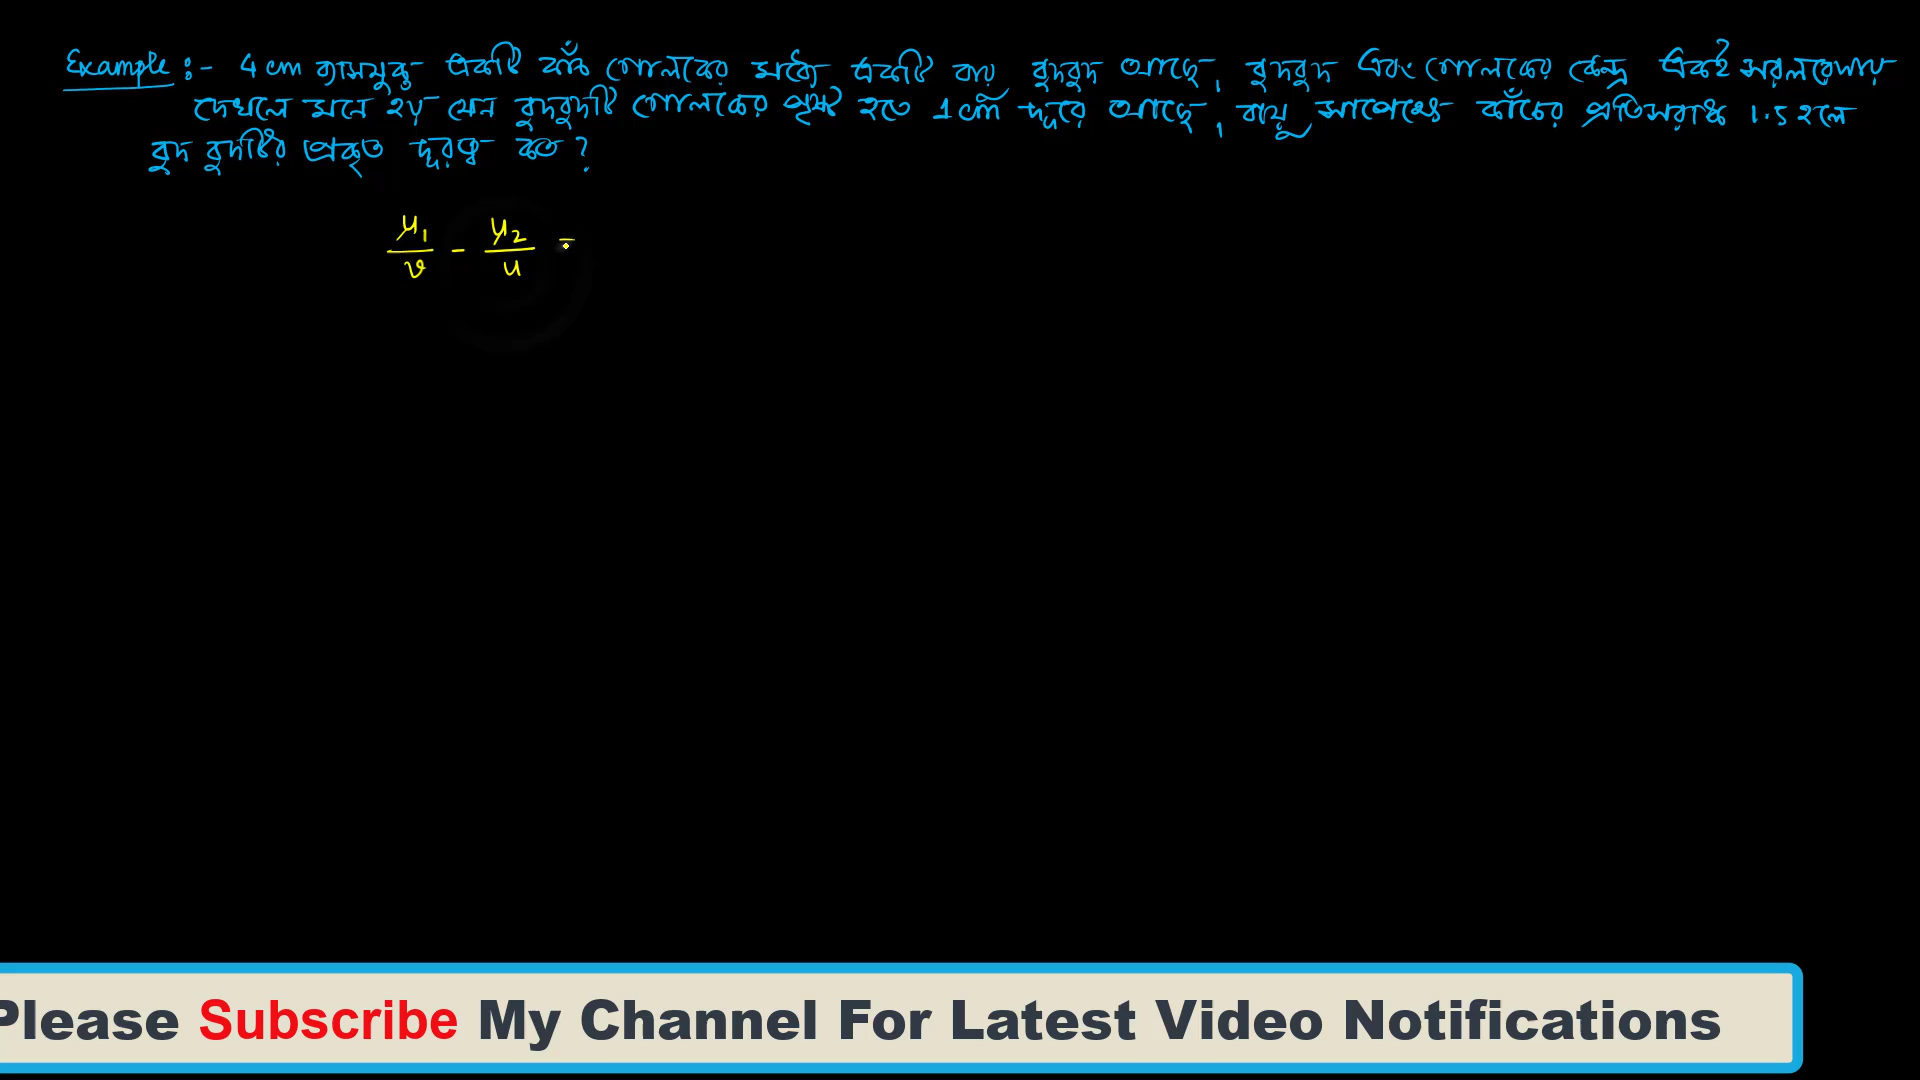 Example :- 4 cm ব্যাসযুক্ত একটি কাঁচ গোলকের মধ্যে একটি বায়ু বুদবুদ আছে, বুদবুদ এবং গোলকের কেন্দ্র একই সরলরেখায়
দেখলে মনে হয় যেন বুদবুদটি গোলকের পৃষ্ঠ হতে 1 cm দূরে আছে, বায়ু সাপেক্ষে কাঁচের প্রতিসরাঙ্ক 1.5 হলে
বুদ বুদটির প্রকৃত দূরত্ব কত ?
μ₁/v - μ₂/u =
Please Subscribe My Channel For Latest Video Notifications